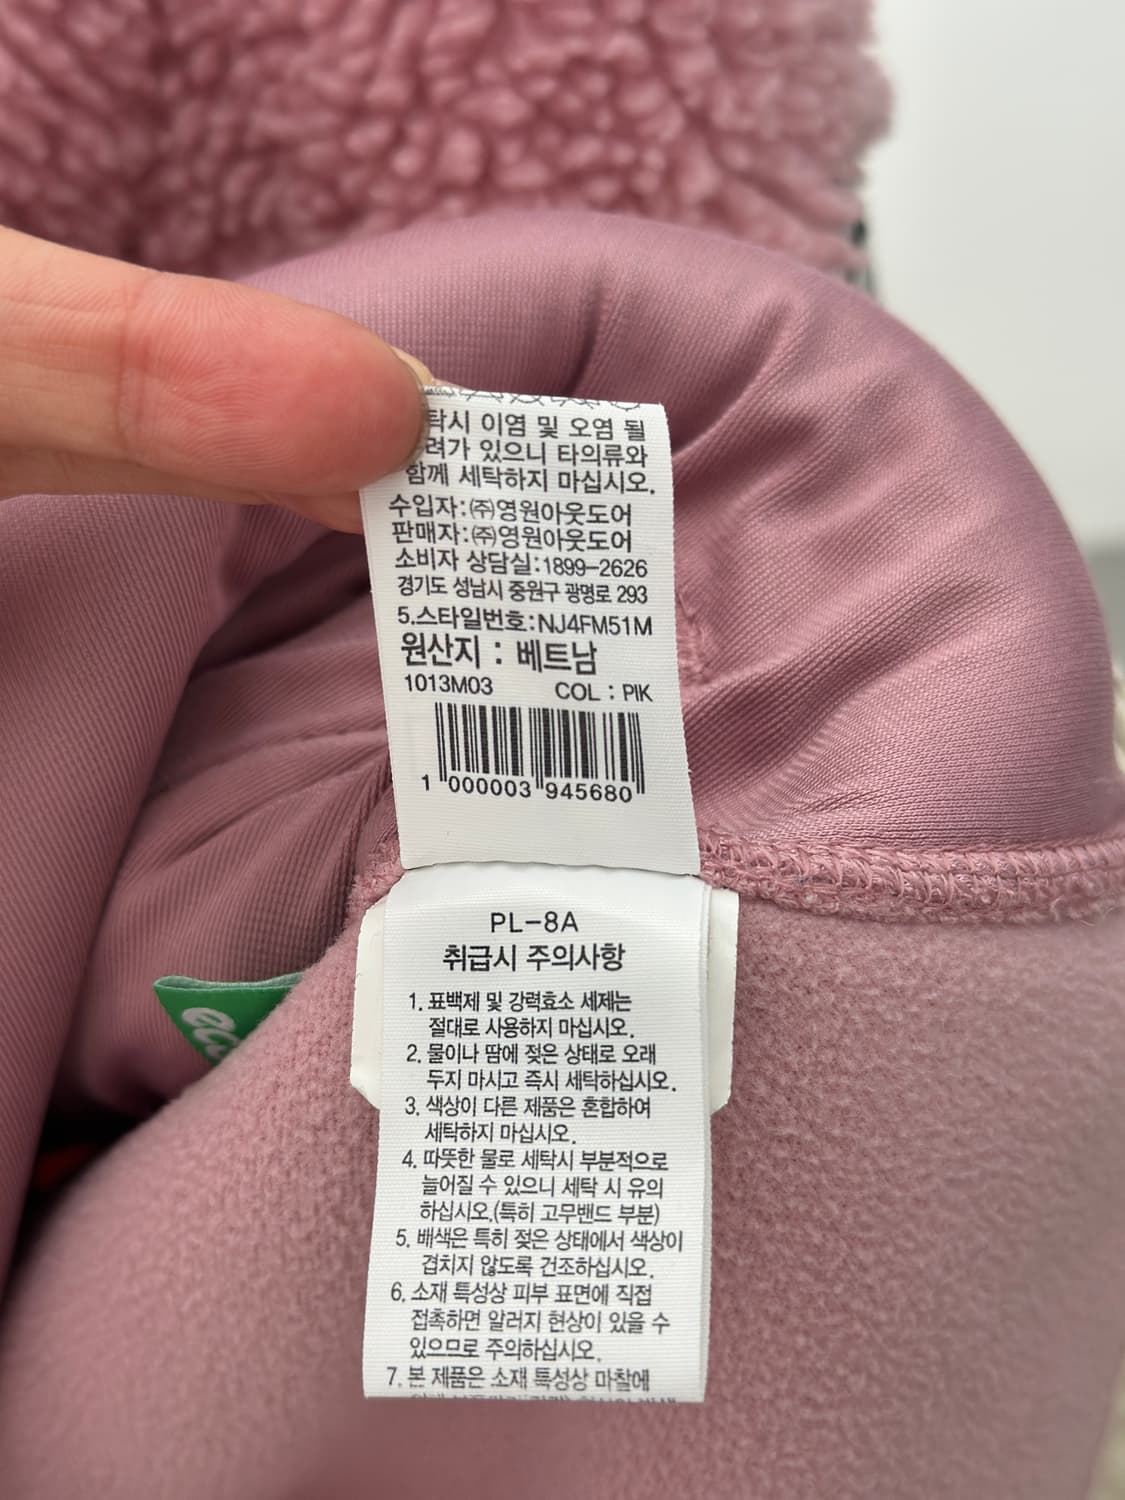 이염 및 오염 될
있으니 타의류와
함께 세탁하지 마십시오.
수입자:㈜영원아웃도어
판매자:㈜영원아웃도어
소비자 상담실:1899-2626
경기도 성남시 중원구 광명로 293
5.스타일번호:NJ4FM51M
원산지 : 베트남
1013M03 COL : PIK
1 000003 945680
PL-8A
취급시 주의사항
1. 표백제 및 강력효소 세제는
절대로 사용하지 마십시오.
2. 물이나 땀에 젖은 상태로 오래
두지 마시고 즉시 세탁하십시오.
3. 색상이 다른 제품은 혼합하여
세탁하지 마십시오.
4. 따뜻한 물로 세탁시 부분적으로
늘어질 수 있으니 세탁 시 유의
하십시오.(특히 고무밴드 부분)
5. 배색은 특히 젖은 상태에서 색상이
겹치지 않도록 건조하십시오.
6. 소재 특성상 피부 표면에 직접
접촉하면 알러지 현상이 있을 수
있으므로 주의하십시오.
7. 본 제품은 소재 특성상 마찰에